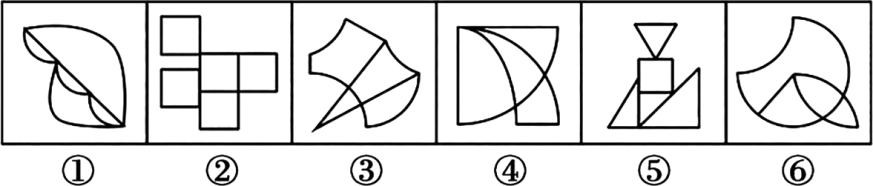 ① ② ③ ④ ⑤ ⑥